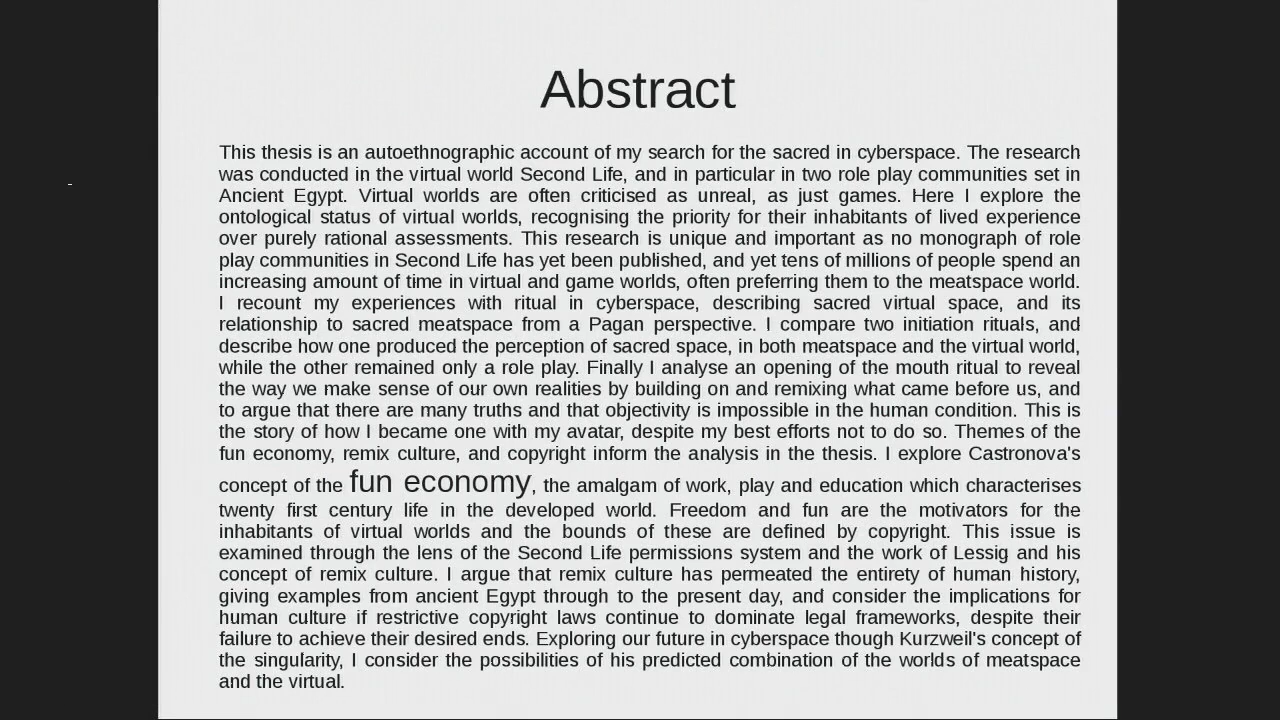 Abstract
This thesis is an autoethnographic account of my search for the sacred in cyberspace. The research
was conducted in the virtual world Second Life, and in particular in two role play communities set in
Ancient Egypt. Virtual worlds are often criticised as unreal, as just games. Here I explore the
ontological status of virtual worlds, recognising the priority for their inhabitants of lived experience
over purely rational assessments. This research is unique and important as no monograph of role
play communities in Second Life has yet been published, and yet tens of millions of people spend an
increasing amount of time in virtual and game worlds, often preferring them to the meatspace world.
I recount my experiences with ritual in cyberspace, describing sacred virtual space, and its
relationship to sacred meatspace from a Pagan perspective. I compare two initiation rituals, and
describe how one produced the perception of sacred space, in both meatspace and the virtual world,
while the other remained only a role play. Finally I analyse an opening of the mouth ritual to reveal
the way we make sense of our own realities by building on and remixing what came before us, and
to argue that there are many truths and that objectivity is impossible in the human condition. This is
the story of how I became one with my avatar, despite my best efforts not to do so. Themes of the
fun economy, remix culture, and copyright inform the analysis in the thesis. I explore Castronova's
concept of the fun economy, the amalgam of work, play and education which characterises
twenty first century life in the developed world. Freedom and fun are the motivators for the
inhabitants of virtual worlds and the bounds of these are defined by copyright. This issue is
examined through the lens of the Second Life permissions system and the work of Lessig and his
concept of remix culture. I argue that remix culture has permeated the entirety of human history,
giving examples from ancient Egypt through to the present day, and consider the implications for
human culture if restrictive copyright laws continue to dominate legal frameworks, despite their
failure to achieve their desired ends. Exploring our future in cyberspace though Kurzweil's concept of
the singularity, I consider the possibilities of his predicted combination of the worlds of meatspace
and the virtual.